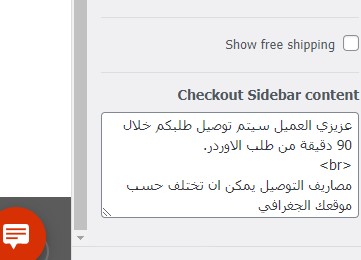 Show free shipping
Checkout Sidebar content
عزيزي العميل سيتم توصيل طلبكم خلال
90 دقيقة من طلب الاوردر.
<br>
مصاريف التوصيل يمكن ان تختلف حسب
موقعك الجغرافي